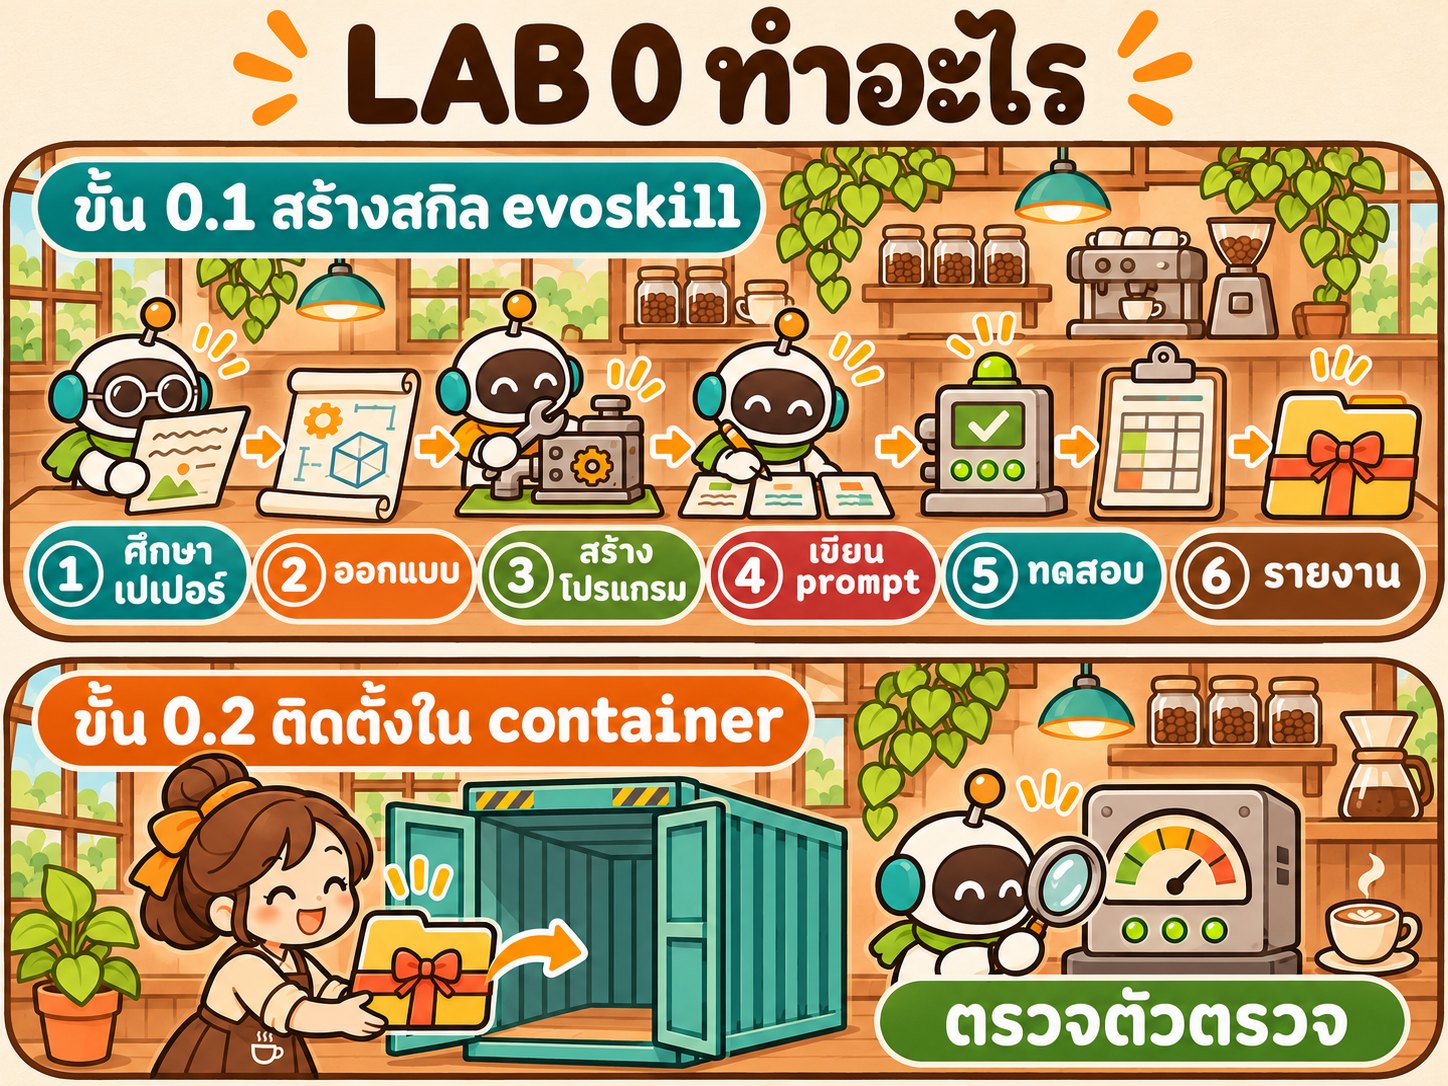 LAB 0 ทำอะไร
ขั้น 0.1 สร้างสกิล evoskill
1 ศึกษา
เปเปอร์
2 ออกแบบ
3 สร้าง
โปรแกรม
4 เขียน
prompt
5 ทดสอบ
6 รายงาน
ขั้น 0.2 ติดตั้งใน container
ตรวจตัวตรวจ